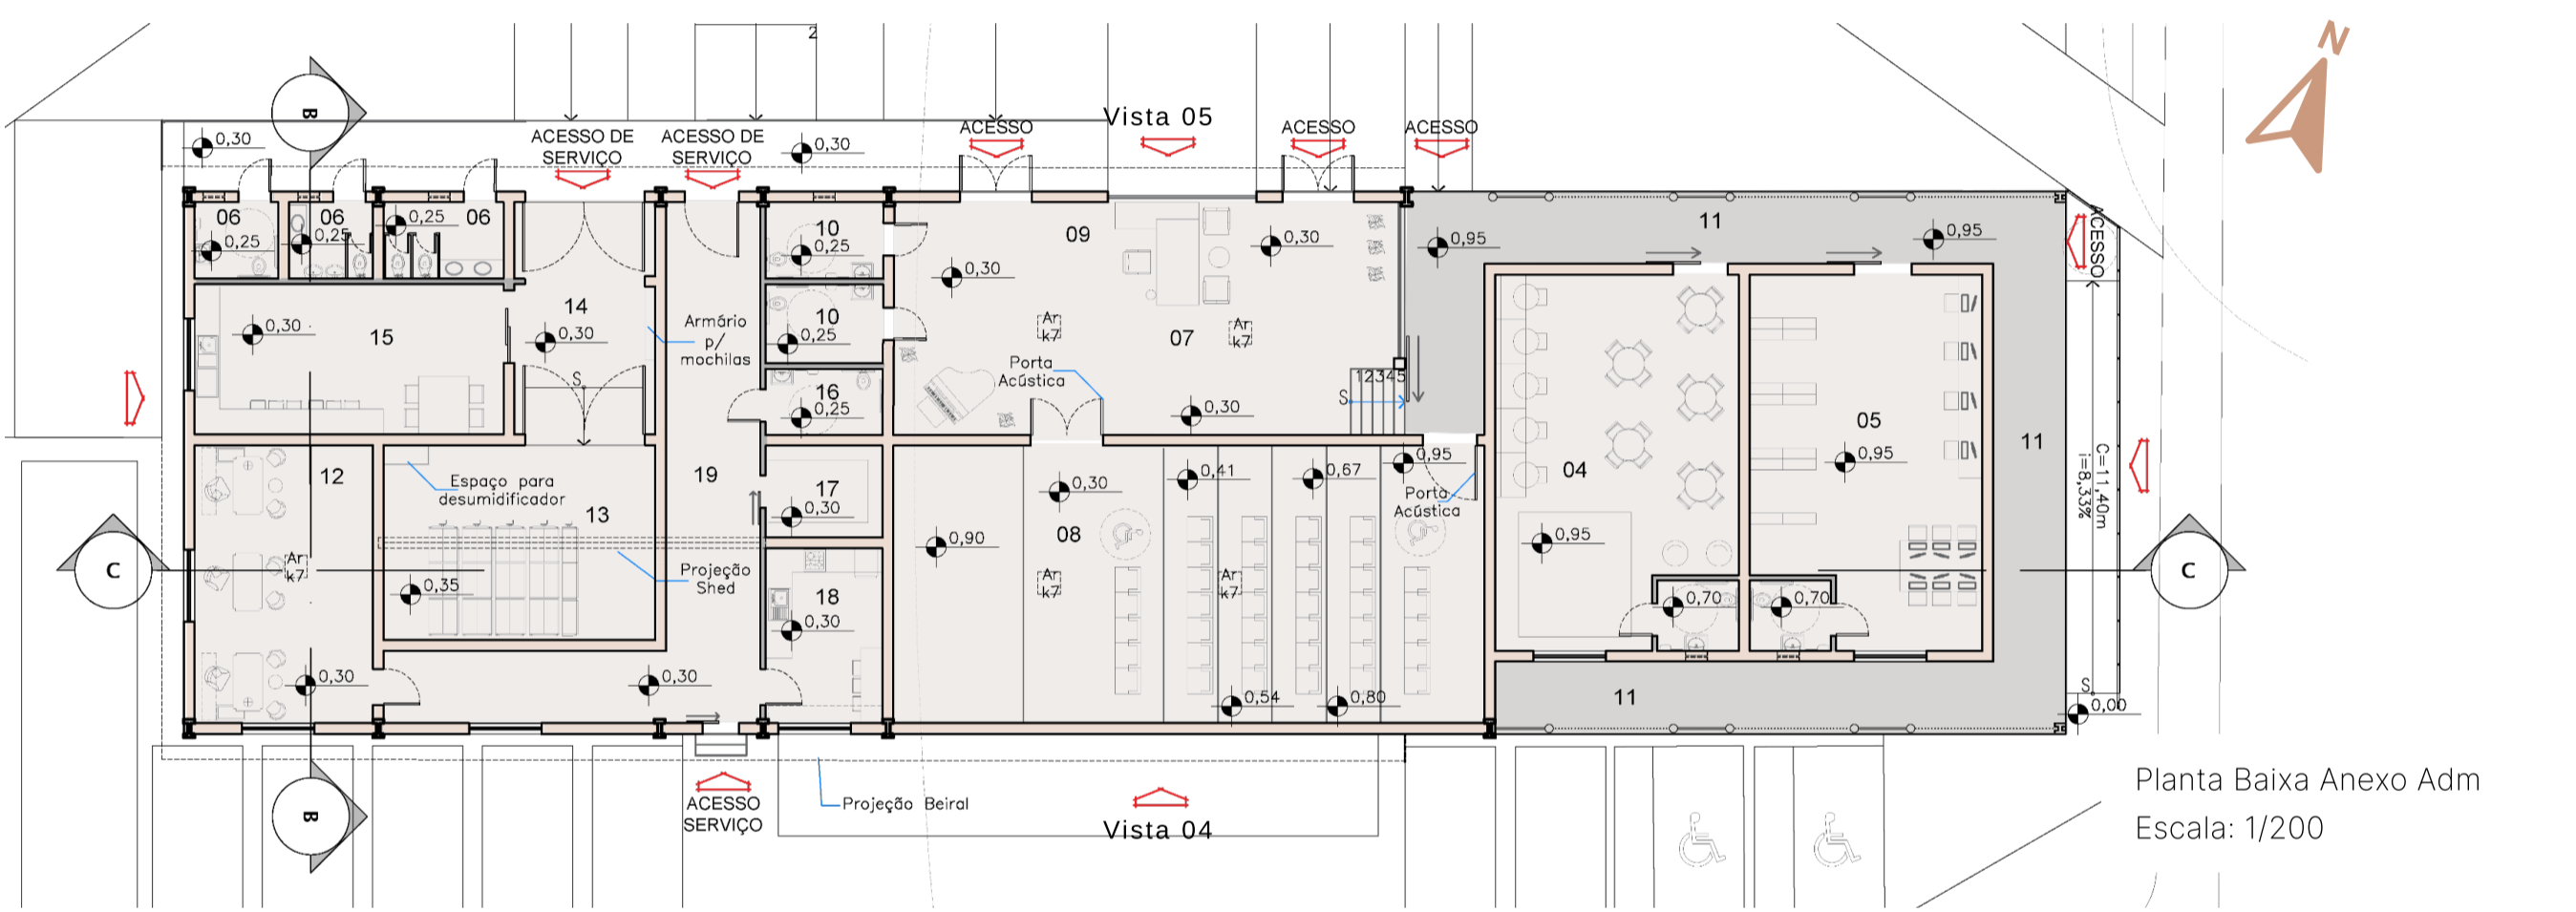 N
2
Vista 05
ACESSO DE
SERVIÇO
ACESSO DE
SERVIÇO
ACESSO
ACESSO
ACESSO
B
0,30
0,30
06
0,25
06
0,25
0,25
06
10
0,25
09
0,30
0,30
11
0,95
0,95
ACESSO
15
0,30
14
0,30
S
Armário
p/
mochilas
10
0,25
Ar
k7
07
Ar
k7
Porta
Acústica
16
0,25
0,30
12345
S
12
Espaço para
desumidificador
13
19
17
0,30
0,90
08
0,30
0,41
0,67
0,95
Porta
Acústica
04
05
0,95
11
C=11,40m
i=8,33%
C
Ar
k7
0,35
Projeção
Shed
18
0,30
Ar
k7
Ar
k7
0,95
0,70
0,70
C
0,30
0,30
0,54
0,80
11
S
0,00
B
ACESSO
SERVIÇO
Projeção Beiral
Vista 04
Planta Baixa Anexo Adm
Escala: 1/200